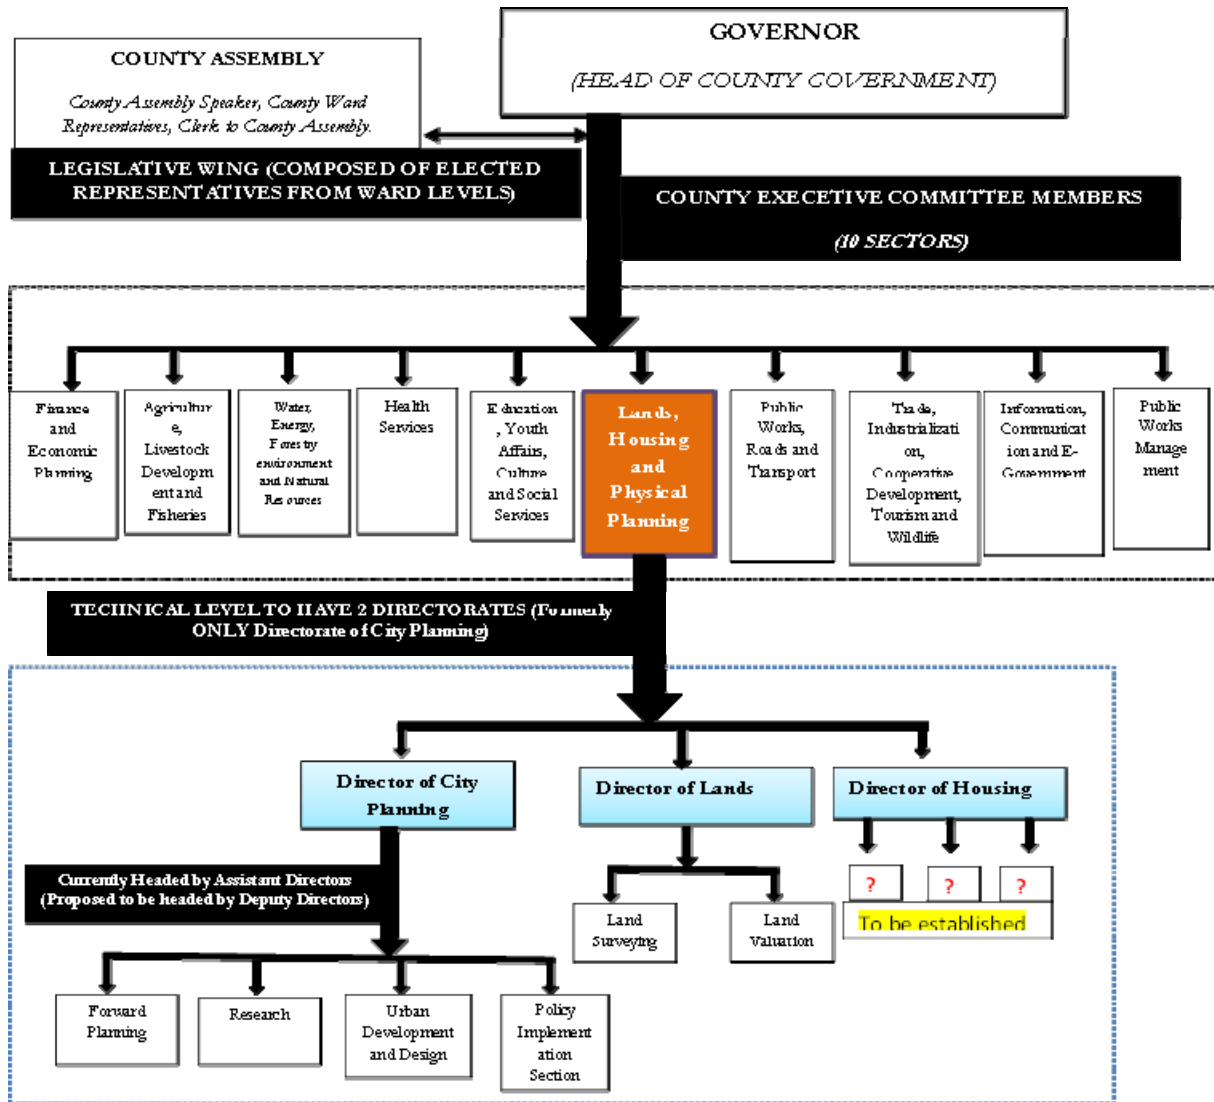 GOVERNOR
(HEAD OF COUNTY GOVERNMENT)
COUNTY ASSEMBLY
County Assembly Speaker, County Ward
Representatives, Clerk to County Assembly.
LEGISLATIVE WING (COMPOSED OF ELECTED
REPRESENTATIVES FROM WARD LEVELS)
COUNTY EXECETIVE COMMITTEE MEMBERS
(10 SECTORS)
Finance
and
Economic
Planning
Agricultur
e,
Livestock
Developm
ent and
Fisheries
Water,
Energy,
Forestry
environment
and Natural
Resources
Health
Services
Education
, Youth
Affairs,
Culture
and Social
Services
Lands,
Housing
and
Physical
Planning
Public
Works,
Roads and
Transport
Trade,
Industrializati
on,
Cooperative
Development,
Tourism and
Wildlife
Information,
Communicat
ion and E-
Government
Public
Works
Manage
ment
TECHNICAL LEVEL TO HAVE 2 DIRECTORATES (Formerly
ONLY Directorate of City Planning)
Director of City
Planning
Director of Lands
Director of Housing
Currently Headed by Assistant Directors
(Proposed to be headed by Deputy Directors)
? ? ?
To be established
Land
Surveying
Land
Valuation
Forward
Planning
Research
Urban
Development
and Design
Policy
Implement
ation
Section